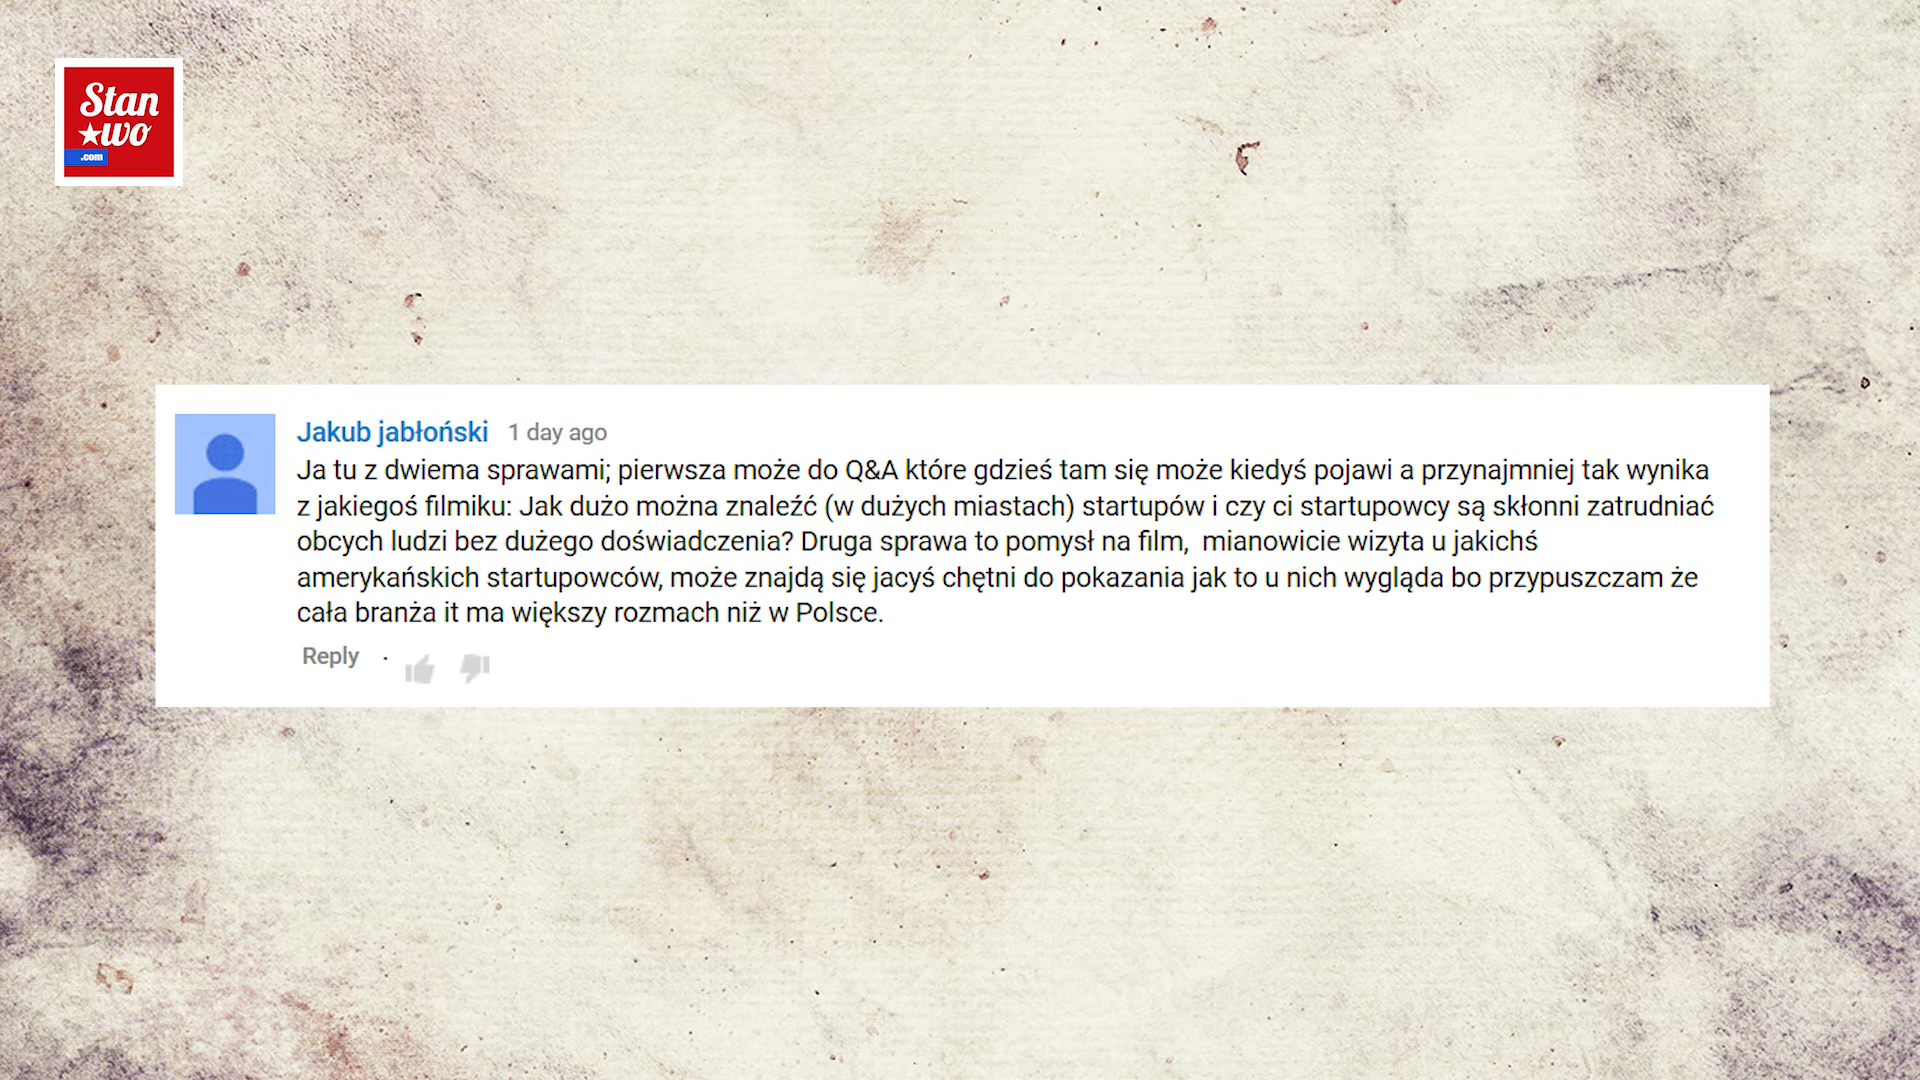 Stan
wo
.com
Jakub jabłoński 1 day ago
Ja tu z dwiema sprawami; pierwsza może do Q&A które gdzieś tam się może kiedyś pojawi a przynajmniej tak wynika
z jakiegoś filmiku: Jak dużo można znaleźć (w dużych miastach) startupów i czy ci startupowcy są skłonni zatrudniać
obcych ludzi bez dużego doświadczenia? Druga sprawa to pomysł na film,  mianowicie wizyta u jakichś
amerykańskich startupowców, może znajdą się jacyś chętni do pokazania jak to u nich wygląda bo przypuszczam że
cała branża it ma większy rozmach niż w Polsce.
Reply ·